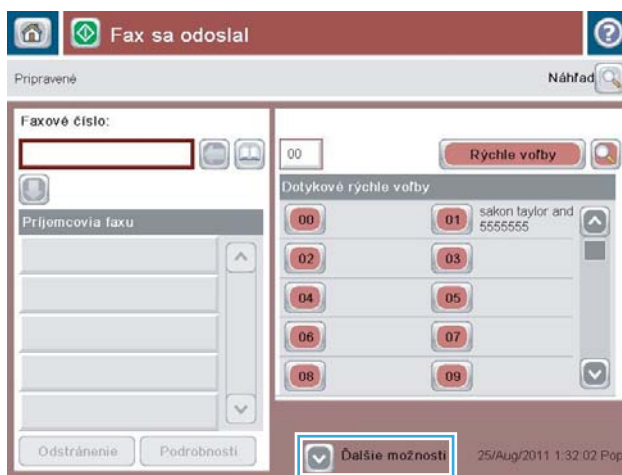 Fax sa odoslal
Pripravené
Náhľad
Faxové číslo:
00
Rýchle voľby
Dotykové rýchle voľby
Príjemcovia faxu
00
01
sakon taylor and
5555555
02
03
04
05
06
07
08
09
Odstránenie
Podrobnosti
Ďalšie možnosti
25/Aug/2011 1:32:02 Pop